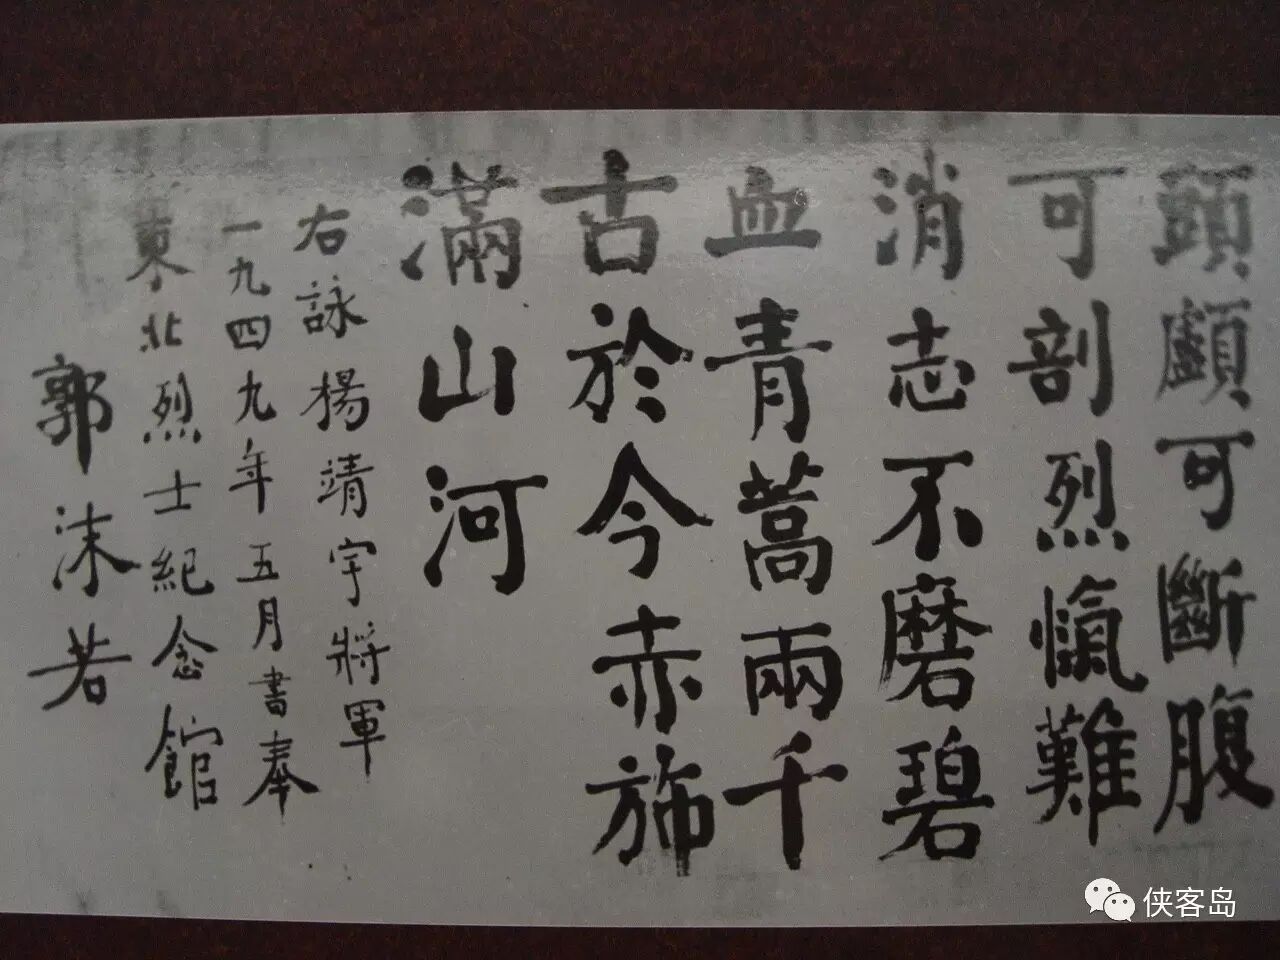 頭顱可斷腹
可剖烈愾難
消志不磨碧
血青蒿兩千
古於今赤斾
滿山河
右詠楊靖宇將軍
一九四九年五月書奉
東北烈士紀念館
郭沫若
侠客岛